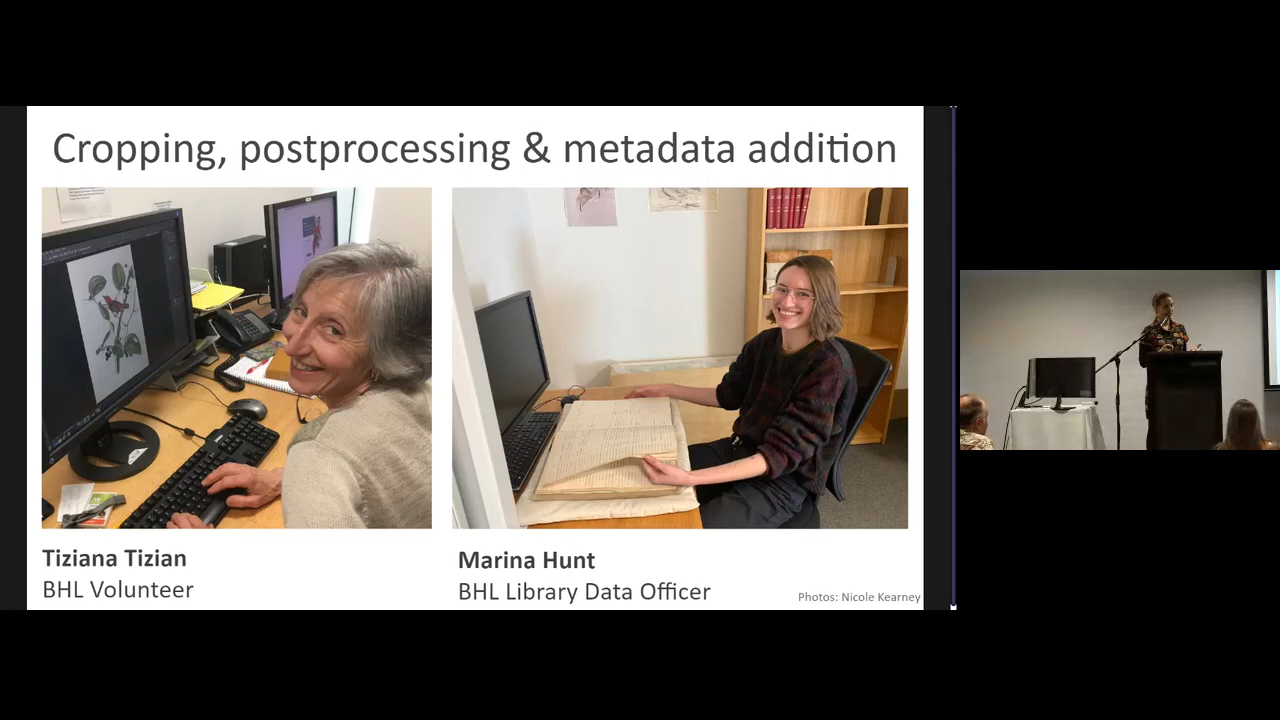 Cropping, postprocessing & metadata addition
Tiziana Tizian
BHL Volunteer
Marina Hunt
BHL Library Data Officer
Photos: Nicole Kearney